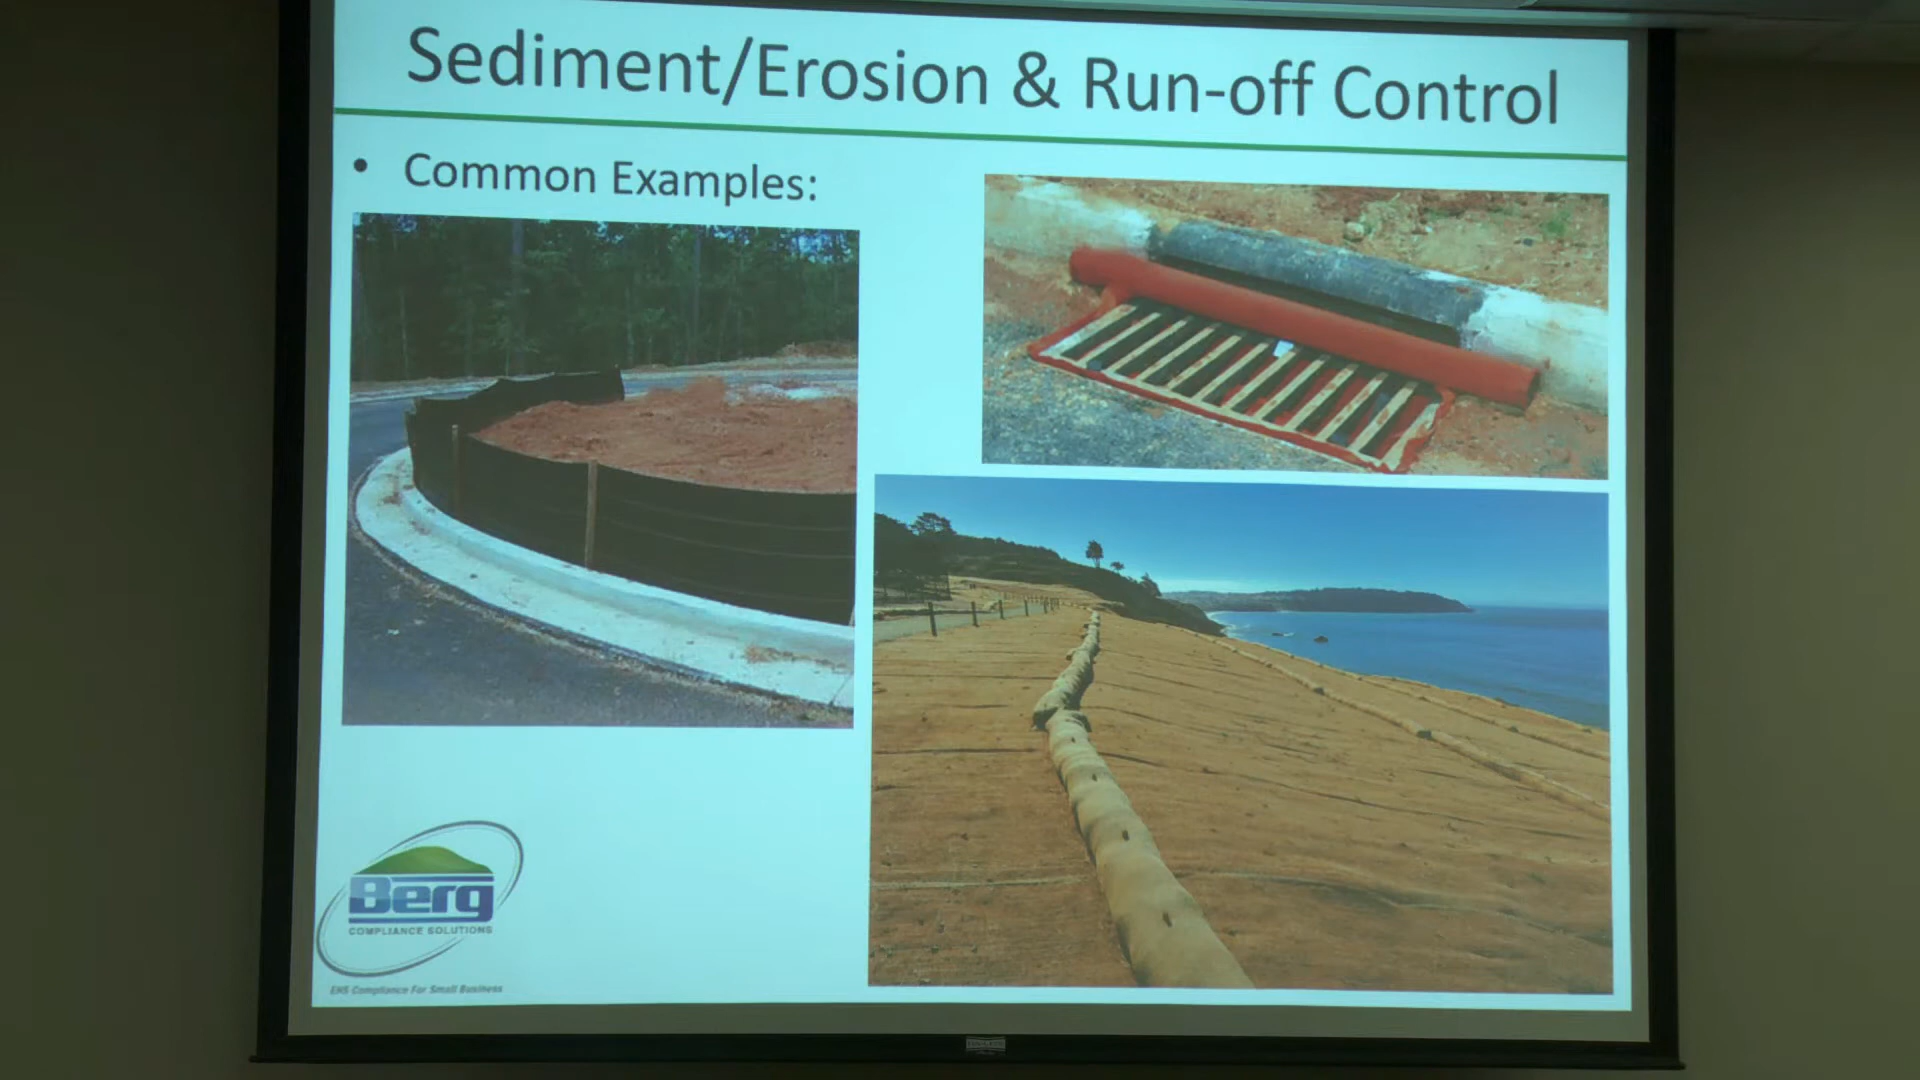 Sediment/Erosion & Run-off Control
• Common Examples:
Berg
COMPLIANCE SOLUTIONS
EHS Compliance For Small Business